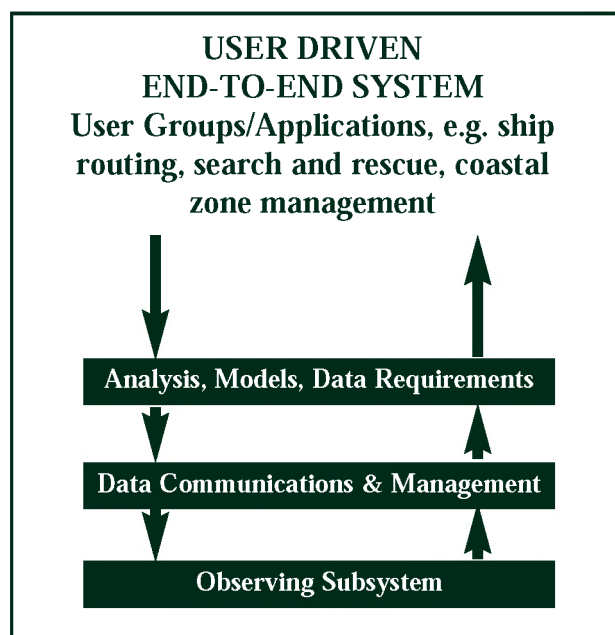 USER DRIVEN
END-TO-END SYSTEM
User Groups/Applications, e.g. ship
routing, search and rescue, coastal
zone management
Analysis, Models, Data Requirements
Data Communications & Management
Observing Subsystem